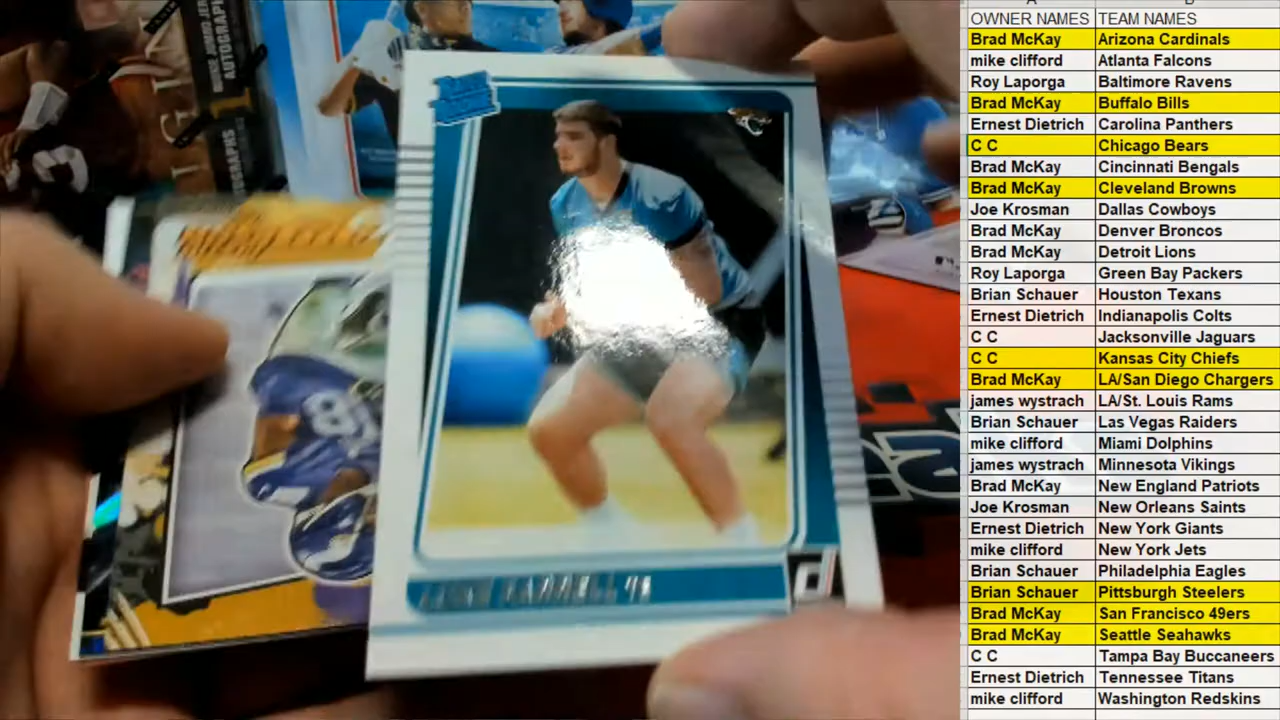 OWNER NAMES TEAM NAMES
Brad McKay Arizona Cardinals
mike clifford Atlanta Falcons
Roy Laporga Baltimore Ravens
Brad McKay Buffalo Bills
Ernest Dietrich Carolina Panthers
C C Chicago Bears
Brad McKay Cincinnati Bengals
Brad McKay Cleveland Browns
Joe Krosman Dallas Cowboys
Brad McKay Denver Broncos
Brad McKay Detroit Lions
Roy Laporga Green Bay Packers
Brian Schauer Houston Texans
Ernest Dietrich Indianapolis Colts
C C Jacksonville Jaguars
C C Kansas City Chiefs
Brad McKay LA/San Diego Chargers
james wystrach LA/St. Louis Rams
Brian Schauer Las Vegas Raiders
mike clifford Miami Dolphins
james wystrach Minnesota Vikings
Brad McKay New England Patriots
Joe Krosman New Orleans Saints
Ernest Dietrich New York Giants
mike clifford New York Jets
Brian Schauer Philadelphia Eagles
Brian Schauer Pittsburgh Steelers
Brad McKay San Francisco 49ers
Brad McKay Seattle Seahawks
C C Tampa Bay Buccaneers
Ernest Dietrich Tennessee Titans
mike clifford Washington Redskins
AUTOGRAPH